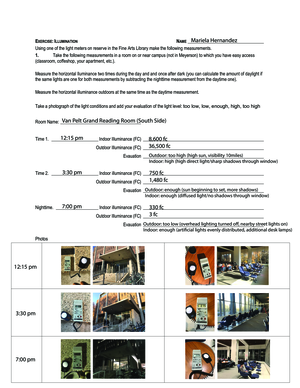 EXERCISE: ILLUMINATION NAME Mariela Hernandez
Using one of the light meters on reserve in the Fine Arts Library make the following measurements.
1. Take the following measurements in a room on or near campus (not in Meyerson) to which you have easy access
(classroom, coffeeshop, your apartment, etc.).
Measure the horizontal illuminance two times during the day and and once after dark (you can calculate the amount of daylight if
the same lights are one for both measurements by subtracting the nighttime measurement from the daytime one).
Measure the horizontal illuminance outdoors at the same time as the daytime measurement.
Take a photograph of the light conditions and add your evaluation of the light level: too low, low, enough, high, too high
Room Name Van Pelt Grand Reading Room (South Side)
Time 1. 12:15 pm Indoor Illuminance (FC) 8,600 fc
Outdoor Illuminance (FC) 36,500 fc
Evaluation Outdoor: too high (high sun, visibility 10miles)
Indoor: high (high direct light/sharp shadows through window)
Time 2. 3:30 pm Indoor Illuminance (FC) 750 fc
Outdoor Illuminance (FC) 1,480 fc
Evaluation Outdoor: enough (sun beginning to set, more shadows)
Indoor: enough (diffused light/no shadows through window)
Nighttime. 7:00 pm Indoor Illuminance (FC) 330 fc
Outdoor Illuminance (FC) 3 fc
Evaluation Outdoor: too low (overhead lighting turned off, nearby street lights on)
Indoor: enough (artificial lights evenly distributed, additional desk lamps)
Photos
12:15 pm
3:30 pm
7:00 pm